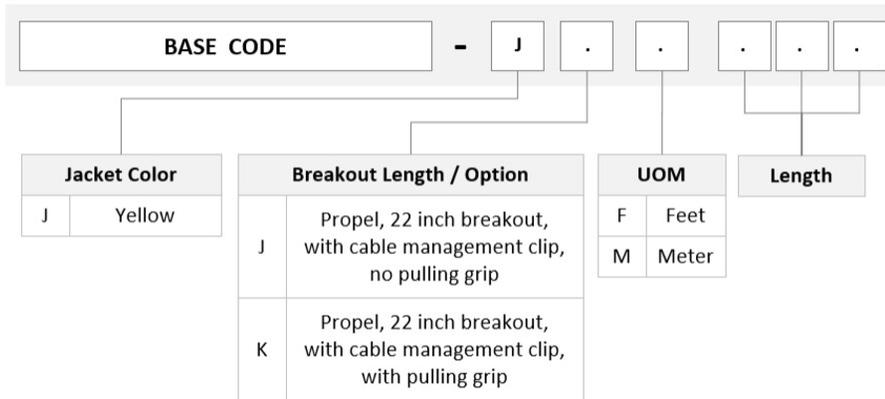 BASE CODE - J . . . . .
Jacket Color
J Yellow
Breakout Length / Option
J Propel, 22 inch breakout,
with cable management clip,
no pulling grip
K Propel, 22 inch breakout,
with cable management clip,
with pulling grip
UOM
F Feet
M Meter
Length